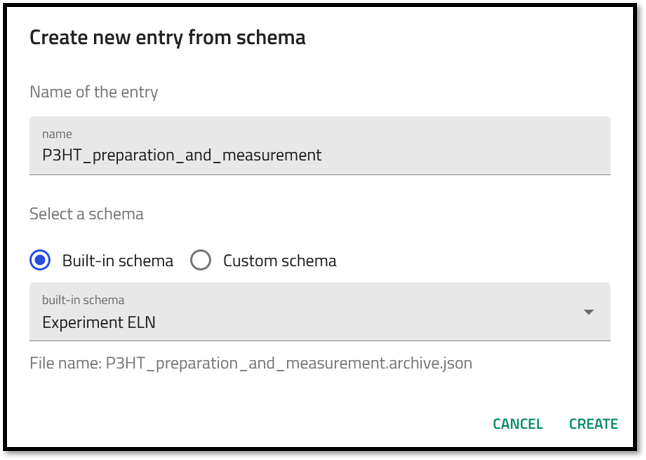 Create new entry from schema
Name of the entry
name
P3HT_preparation_and_measurement
Select a schema
Built-in schema Custom schema
built-in schema
Experiment ELN
File name: P3HT_preparation_and_measurement.archive.json
CANCEL CREATE